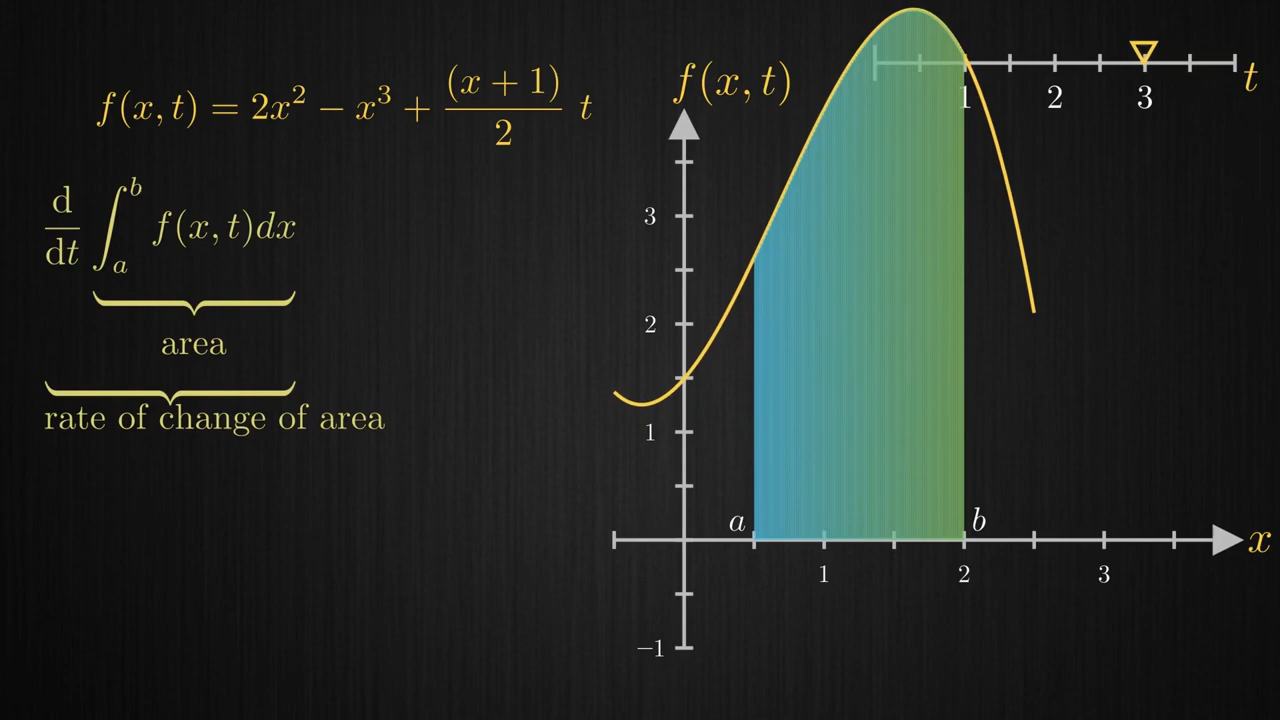 f(x, t) = 2x² − x³ + (x + 1)/2 t
d/dt ∫ₐᵇ f(x, t)dx
area
rate of change of area
f(x, t)
t
1 2 3
3
2
1
−1
a
b
x
1 2 3